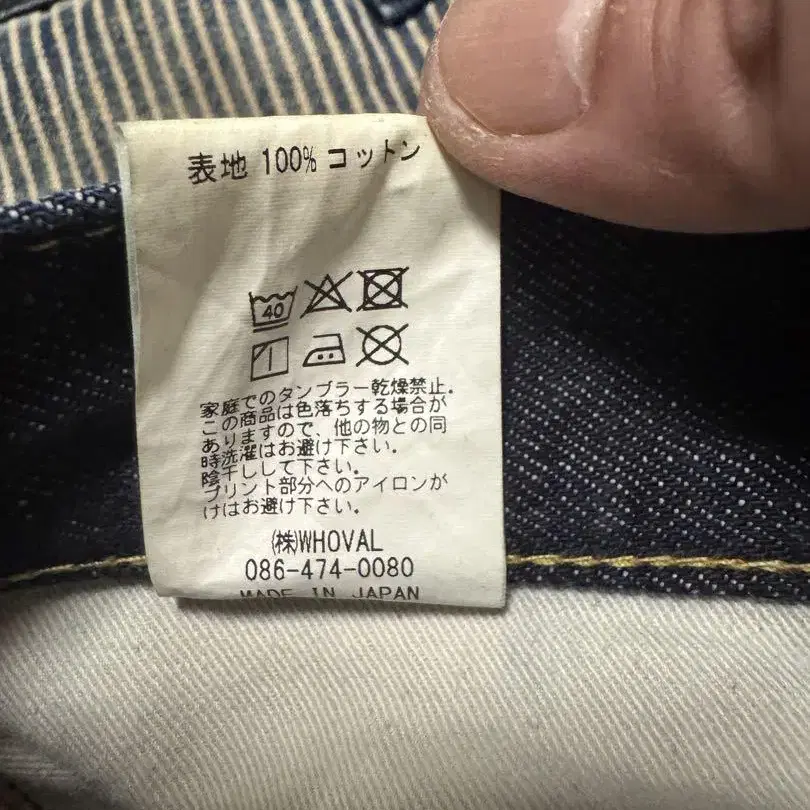 表地 100% コットン
40
家庭でのタンブラー乾燥禁止.
この商品は色落ちする場合が
ありますので、他の物との同
時洗濯はお避け下さい。
陰干しして下さい。
プリント部分へのアイロンが
けはお避け下さい。
㈱WHOVAL
086-474-0080
MADE IN JAPAN